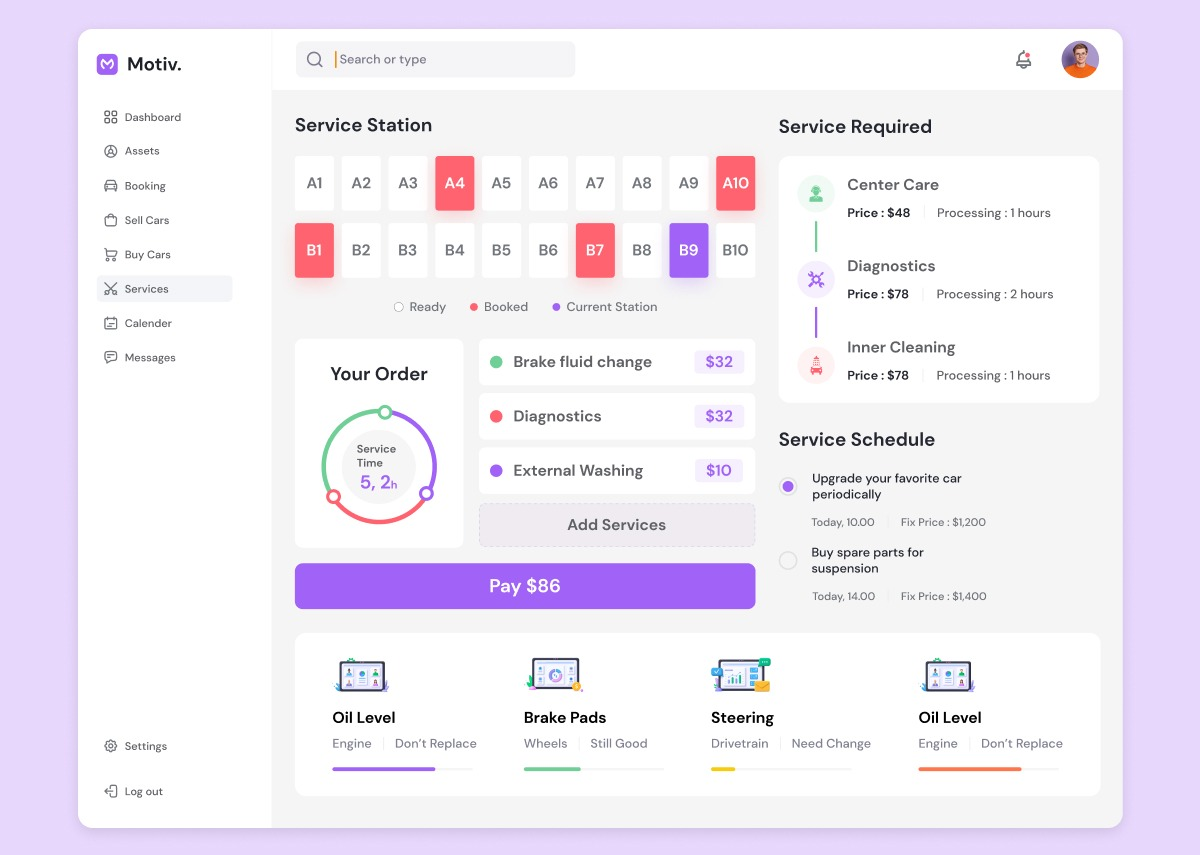 Motiv.
Search or type
Dashboard
Assets
Booking
Sell Cars
Buy Cars
Services
Calender
Messages
Settings
Log out
Service Station
A1 A2 A3 A4 A5 A6 A7 A8 A9 A10
B1 B2 B3 B4 B5 B6 B7 B8 B9 B10
Ready Booked Current Station
Your Order
Service
Time
5, 2h
Brake fluid change $32
Diagnostics $32
External Washing $10
Add Services
Pay $86
Service Required
Center Care
Price : $48 Processing : 1 hours
Diagnostics
Price : $78 Processing : 2 hours
Inner Cleaning
Price : $78 Processing : 1 hours
Service Schedule
Upgrade your favorite car
periodically
Today, 10.00 Fix Price : $1,200
Buy spare parts for
suspension
Today, 14.00 Fix Price : $1,400
Oil Level
Engine Don’t Replace
Brake Pads
Wheels Still Good
Steering
Drivetrain Need Change
Oil Level
Engine Don’t Replace